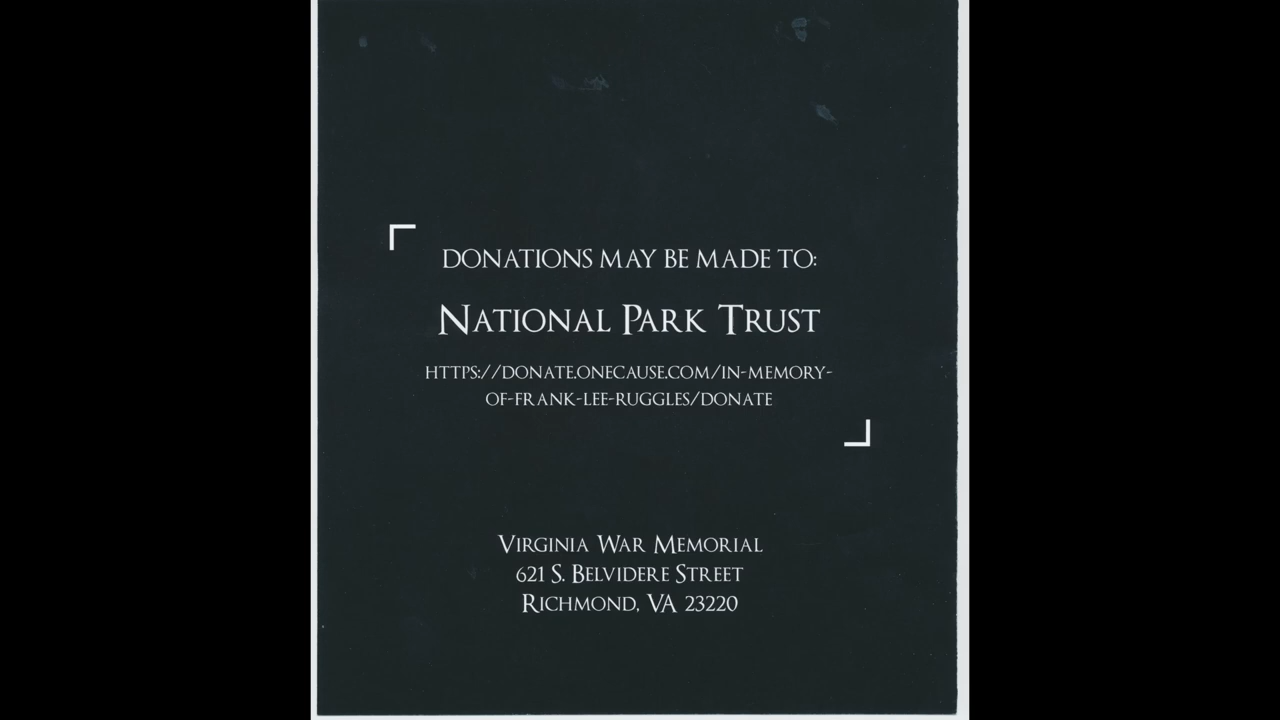 DONATIONS MAY BE MADE TO:
NATIONAL PARK TRUST
HTTPS://DONATE.ONECAUSE.COM/IN-MEMORY-
OF-FRANK-LEE-RUGGLES/DONATE
VIRGINIA WAR MEMORIAL
621 S. BELVIDERE STREET
RICHMOND, VA 23220